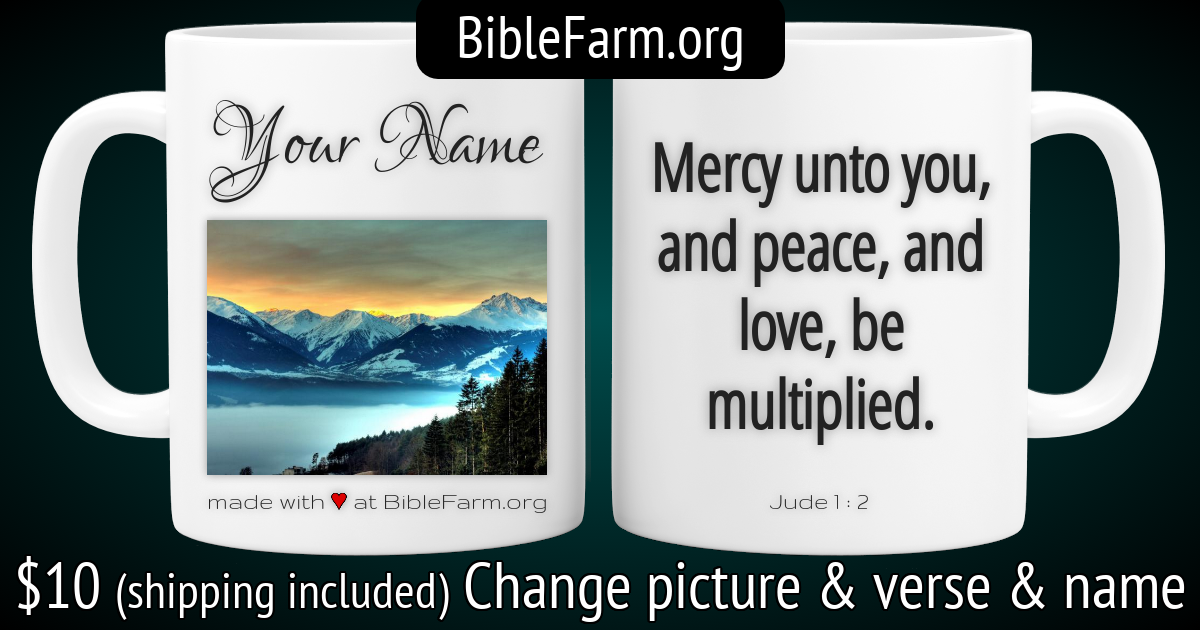 BibleFarm.org
Your Name
made with ♥ at BibleFarm.org
Mercy unto you,
and peace, and
love, be
multiplied.
Jude 1 : 2
$10 (shipping included) Change picture & verse & name